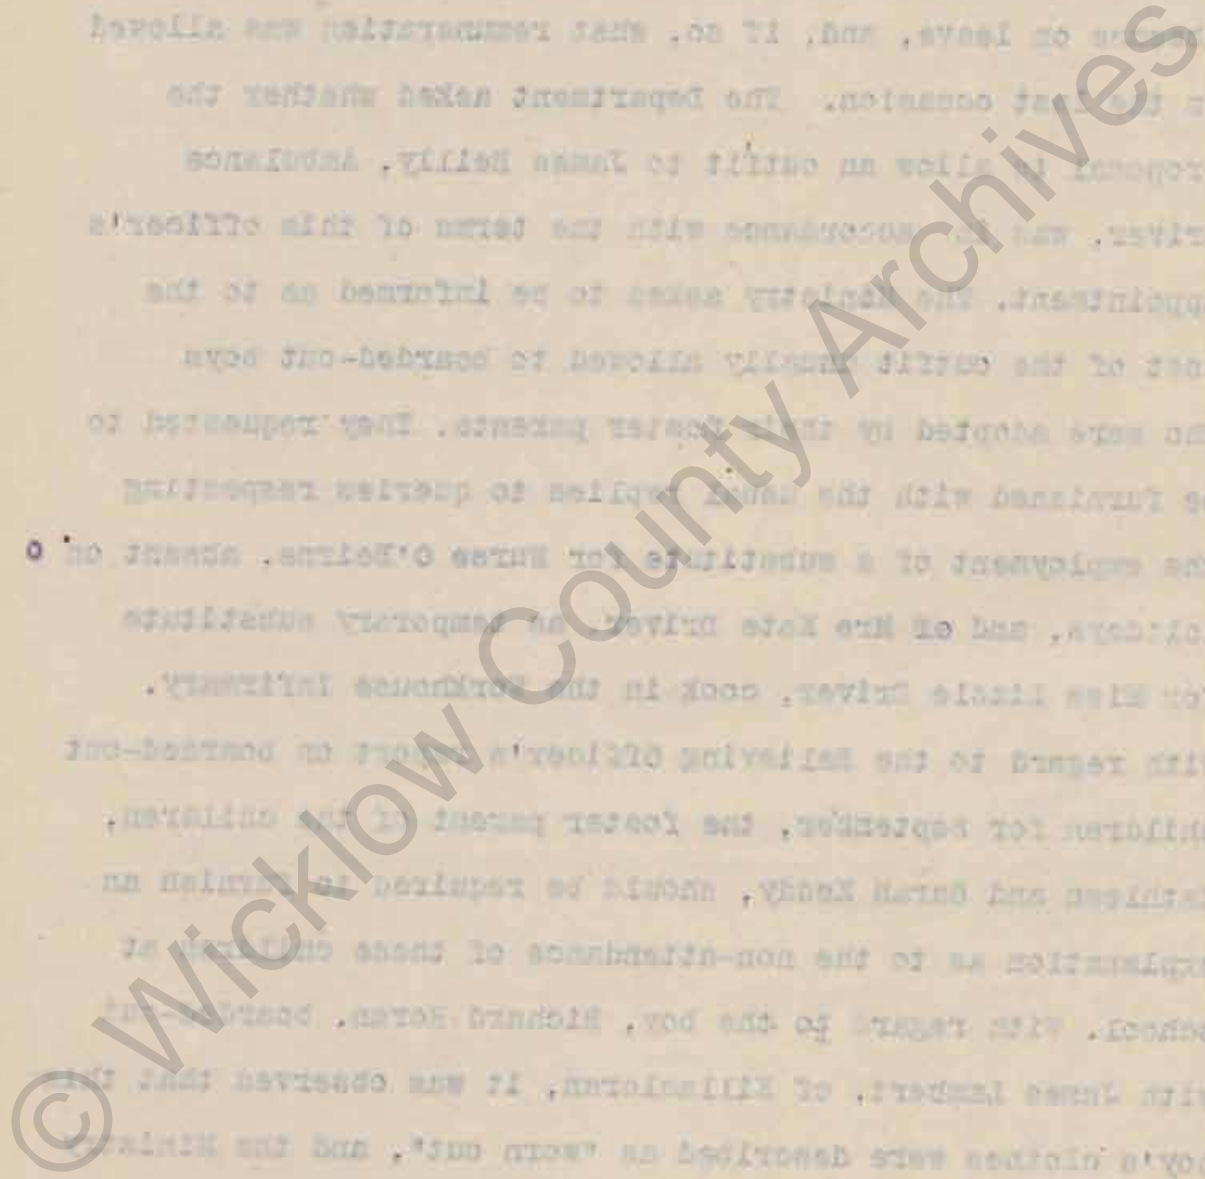 absence on leave, and, if so, what remuneration was allowed
on the last occasion. The Department asked whether the
proposal to allow an outfit to James Reilly, Ambulance
driver, was in accordance with the terms of this officer's
appointment. The Ministry asked to be informed as to the
cost of the outfit usually allowed to boarded-out boys
who were adopted by their foster parents. They requested to
be furnished with the usual replies to queries respecting
the employment of a substitute for Nurse O'Beirne, absent on
holidays, and of Mrs Kate Driver, as temporary substitute
for Miss Lizzie Driver, cook in the Workhouse Infirmary.
with regard to the Relieving Officer's report on boarded-out
children for September, the foster parent of the children,
Kathleen and Sarah Keady, should be required to furnish an
explanation as to the non-attendance of these children at
school. With regard to the boy, Richard Horan, boarded-out
with James Lambert, of Killacloran, it was observed that this
boy's clothes were described as "worn out", and the Ministry
© Wicklow County Archives